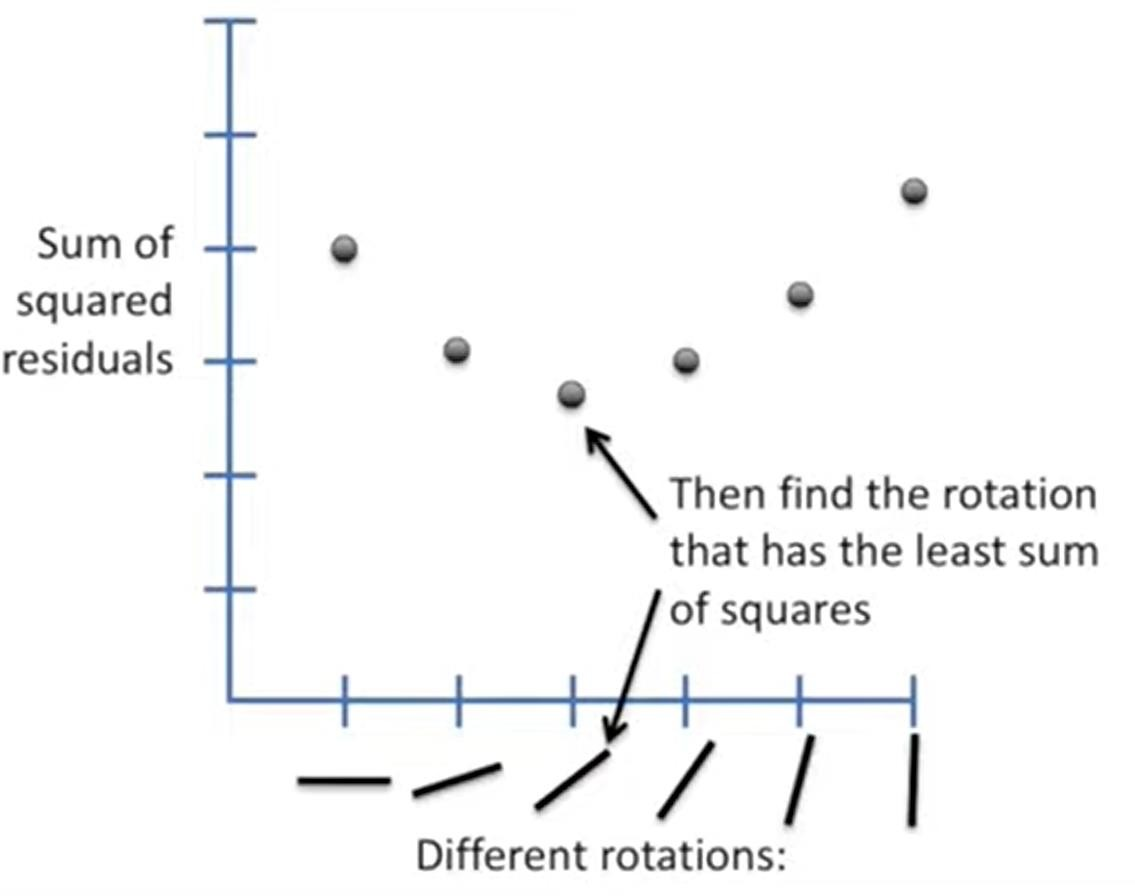 Sum of
squared
residuals
Then find the rotation
that has the least sum
of squares
Different rotations: